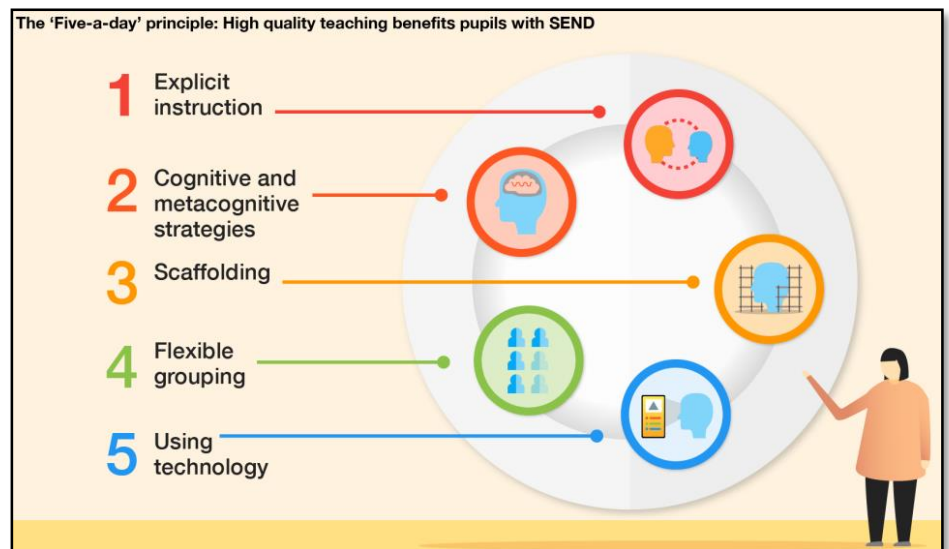 The ‘Five-a-day’ principle: High quality teaching benefits pupils with SEND
1 Explicit
instruction
2 Cognitive and
metacognitive
strategies
3 Scaffolding
4 Flexible
grouping
5 Using
technology